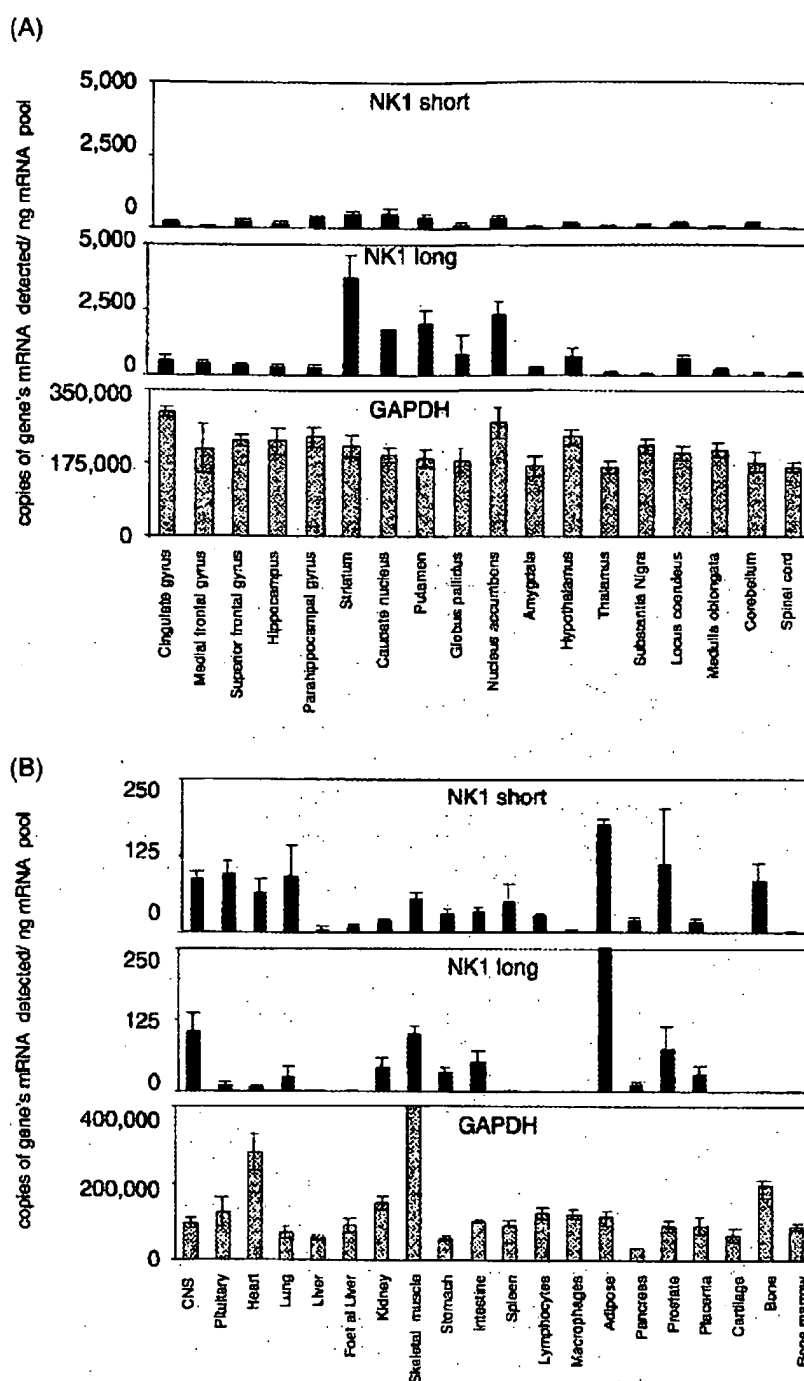 (A)
copies of gene's mRNA detected/ ng mRNA pool
5,000
2,500
0
NK1 short
5,000
2,500
0
NK1 long
350,000
175,000
0
GAPDH
Cingulate gyrus
Medial frontal gyrus
Superior frontal gyrus
Hippocampus
Parahippocampal gyrus
Striatum
Caudate nucleus
Putamen
Globus pallidus
Nucleus accumbens
Amygdala
Hypothalamus
Thalamus
Substantia Nigra
Locus coeruleus
Medulla oblongata
Cerebellum
Spinal cord
(B)
copies of gene's mRNA detected/ ng mRNA pool
250
125
0
NK1 short
250
125
0
NK1 long
400,000
200,000
0
GAPDH
CNS
Pituitary
Heart
Lung
Liver
Foet al Liver
Kidney
Skeletal muscle
Stomach
Intestine
Spleen
Lymphocytes
Macrophages
Adipose
Pancreas
Prostate
Placenta
Cartilage
Bone
Bone marrow